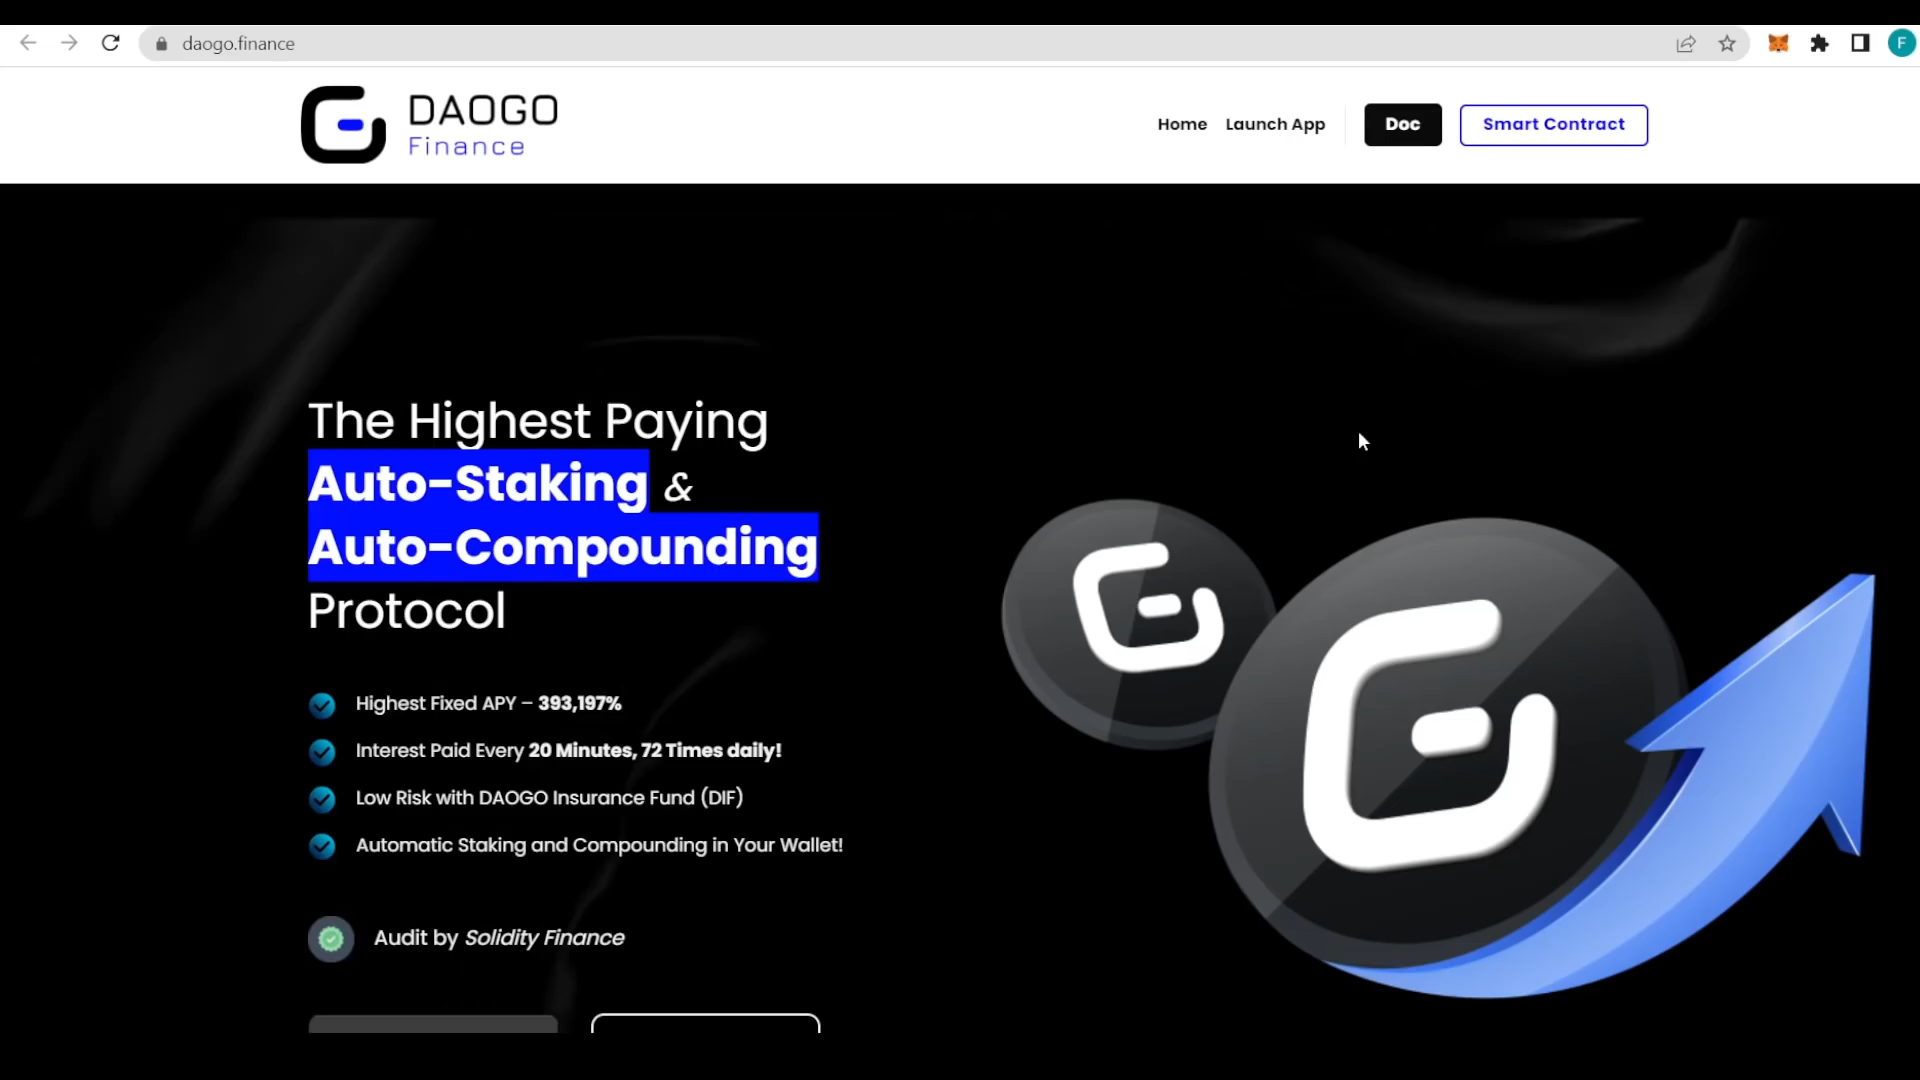 daogo.finance
F
DAOGO
Finance
Home Launch App Doc Smart Contract
The Highest Paying
Auto-Staking &
Auto-Compounding
Protocol
Highest Fixed APY – 393,197%
Interest Paid Every 20 Minutes, 72 Times daily!
Low Risk with DAOGO Insurance Fund (DIF)
Automatic Staking and Compounding in Your Wallet!
Audit by Solidity Finance